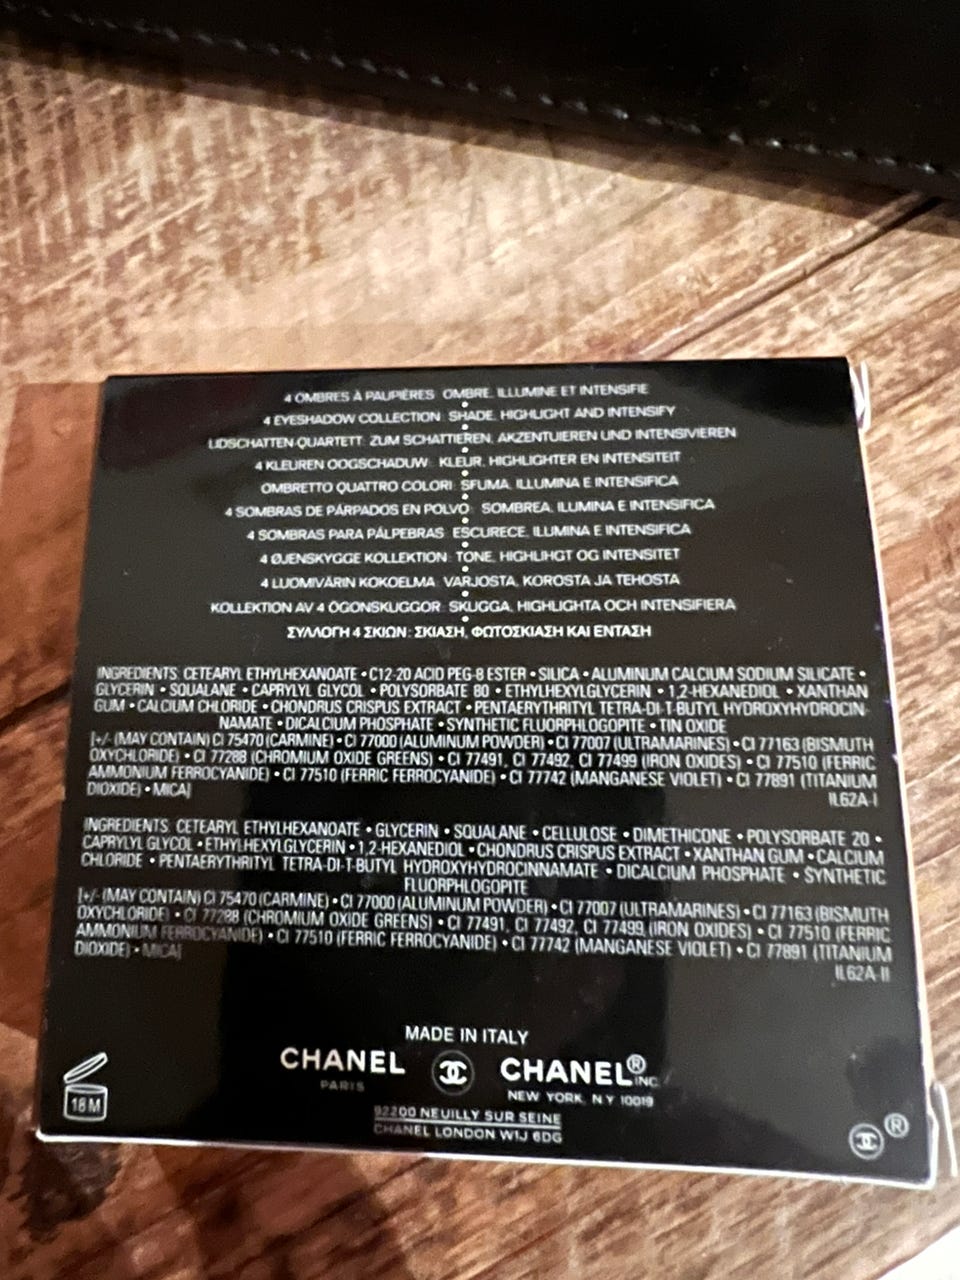 4 OMBRES À PAUPIÈRES: OMBRE, ILLUMINE ET INTENSIFIE
4 EYESHADOW COLLECTION: SHADE, HIGHLIGHT AND INTENSIFY
LIDSCHATTEN-QUARTETT: ZUM SCHATTIEREN, AKZENTUIEREN UND INTENSIVIEREN
4 KLEUREN OOGSCHADUW: KLEUR, HIGHLIGHTER EN INTENSITEIT
OMBRETTO QUATTRO COLORI: SFUMA, ILLUMINA E INTENSIFICA
4 SOMBRAS DE PÁRPADOS EN POLVO: SOMBREA, ILUMINA E INTENSIFICA
4 SOMBRAS PARA PÁLPEBRAS: ESCURECE, ILUMINA E INTENSIFICA
4 ØJENSKYGGE KOLLEKTION: TONE, HIGHLIHGT OG INTENSITET
4 LUOMIVÄRIN KOKOELMA: VARJOSTA, KOROSTA JA TEHOSTA
KOLLEKTION AV 4 ÖGONSKUGGOR: SKUGGA, HIGHLIGHTA OCH INTENSIFIERA
ΣΥΛΛΟΓΗ 4 ΣΚΙΩΝ: ΣΚΙΑΣΗ, ΦΩΤΟΣΚΙΑΣΗ ΚΑΙ ΕΝΤΑΣΗ
INGREDIENTS: CETEARYL ETHYLHEXANOATE • C12-20 ACID PEG-8 ESTER • SILICA • ALUMINUM CALCIUM SODIUM SILICATE •
GLYCERIN • SQUALANE • CAPRYLYL GLYCOL • POLYSORBATE 80 • ETHYLHEXYLGLYCERIN • 1,2-HEXANEDIOL • XANTHAN
GUM • CALCIUM CHLORIDE • CHONDRUS CRISPUS EXTRACT • PENTAERYTHRITYL TETRA-DI-T-BUTYL HYDROXYHYDROCIN-
NAMATE • DICALCIUM PHOSPHATE • SYNTHETIC FLUORPHLOGOPITE • TIN OXIDE
[+/- (MAY CONTAIN) CI 75470 (CARMINE) • CI 77000 (ALUMINUM POWDER) • CI 77007 (ULTRAMARINES) • CI 77163 (BISMUTH
OXYCHLORIDE) • CI 77288 (CHROMIUM OXIDE GREENS) • CI 77491, CI 77492, CI 77499 (IRON OXIDES) • CI 77510 (FERRIC
AMMONIUM FERROCYANIDE) • CI 77510 (FERRIC FERROCYANIDE) • CI 77742 (MANGANESE VIOLET) • CI 77891 (TITANIUM
DIOXIDE) • MICA]
IL62A-I
INGREDIENTS: CETEARYL ETHYLHEXANOATE • GLYCERIN • SQUALANE • CELLULOSE • DIMETHICONE • POLYSORBATE 20 •
CAPRYLYL GLYCOL • ETHYLHEXYLGLYCERIN • 1,2-HEXANEDIOL • CHONDRUS CRISPUS EXTRACT • XANTHAN GUM • CALCIUM
CHLORIDE • PENTAERYTHRITYL TETRA-DI-T-BUTYL HYDROXYHYDROCINNAMATE • DICALCIUM PHOSPHATE • SYNTHETIC
FLUORPHLOGOPITE
[+/- (MAY CONTAIN) CI 75470 (CARMINE) • CI 77000 (ALUMINUM POWDER) • CI 77007 (ULTRAMARINES) • CI 77163 (BISMUTH
OXYCHLORIDE) • CI 77288 (CHROMIUM OXIDE GREENS) • CI 77491, CI 77492, CI 77499 (IRON OXIDES) • CI 77510 (FERRIC
AMMONIUM FERROCYANIDE) • CI 77510 (FERRIC FERROCYANIDE) • CI 77742 (MANGANESE VIOLET) • CI 77891 (TITANIUM
DIOXIDE) • MICA]
IL62A-II
MADE IN ITALY
CHANEL CHANEL® INC.
PARIS NEW YORK, N.Y 10019
92200 NEUILLY SUR SEINE
CHANEL LONDON W1J 6DG
18 M
®